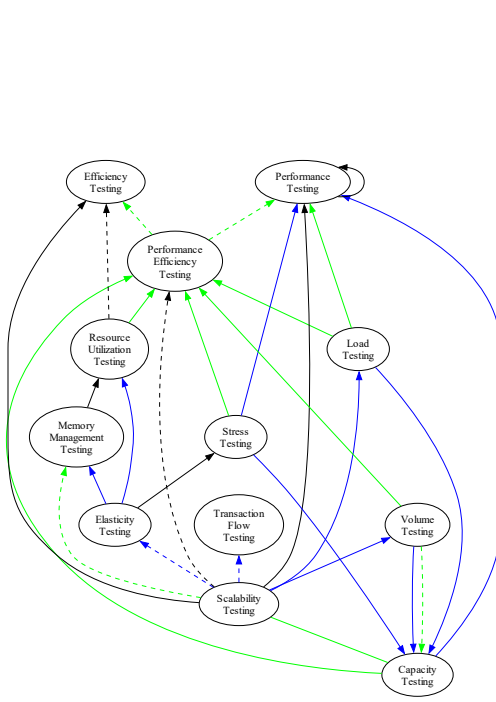 Efficiency
Testing
Performance
Testing
Performance
Efficiency
Testing
Resource
Utilization
Testing
Load
Testing
Memory
Management
Testing
Stress
Testing
Elasticity
Testing
Transaction
Flow
Testing
Volume
Testing
Scalability
Testing
Capacity
Testing